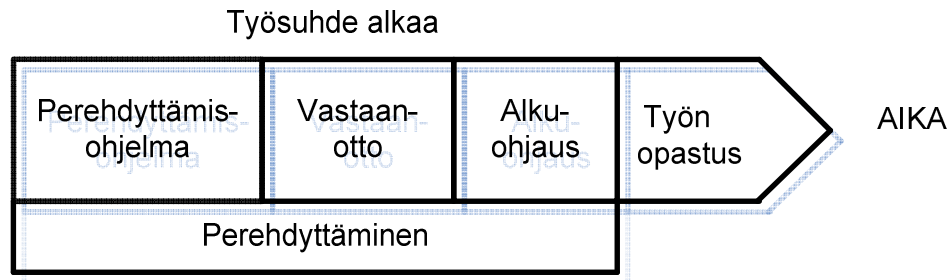 Työsuhde alkaa
Perehdyttämis-
ohjelma
Vastaan-
otto
Alku-
ohjaus
Työn
opastus
AIKA
Perehdyttäminen